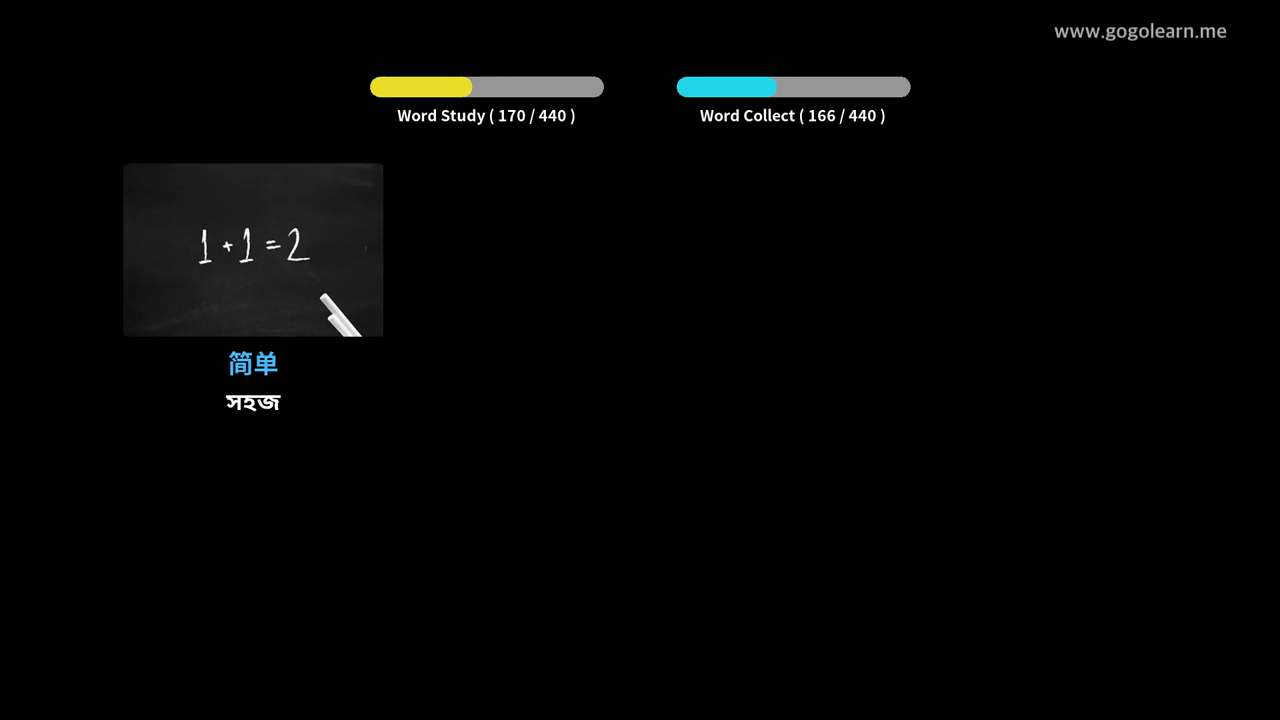 www.gogolearn.me
Word Study ( 170 / 440 )
Word Collect ( 166 / 440 )
1 + 1 = 2
简单
সহজ